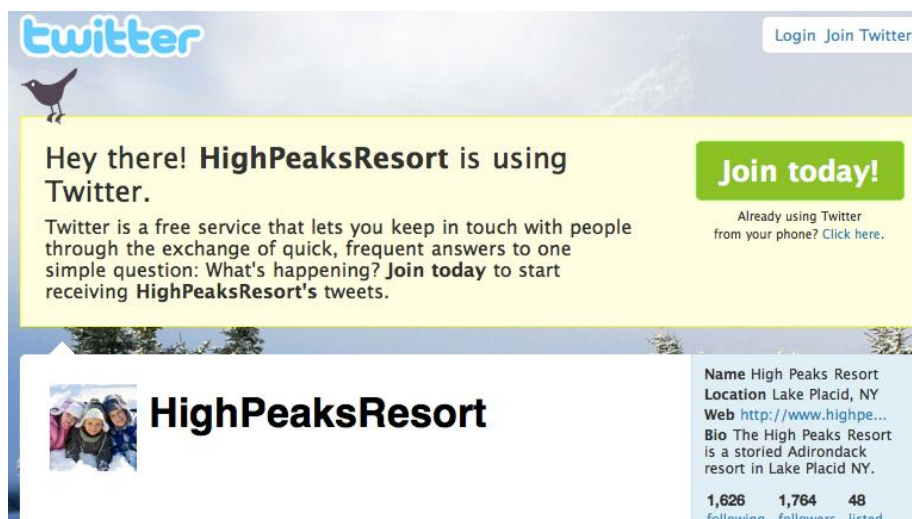 twitter
Login Join Twitter
Hey there! HighPeaksResort is using
Twitter.
Twitter is a free service that lets you keep in touch with people
through the exchange of quick, frequent answers to one
simple question: What's happening? Join today to start
receiving HighPeaksResort's tweets.
Join today!
Already using Twitter
from your phone? Click here.
HighPeaksResort
Name High Peaks Resort
Location Lake Placid, NY
Web http://www.highpe...
Bio The High Peaks Resort
is a storied Adirondack
resort in Lake Placid NY.
1,626 1,764 48
following followers listed